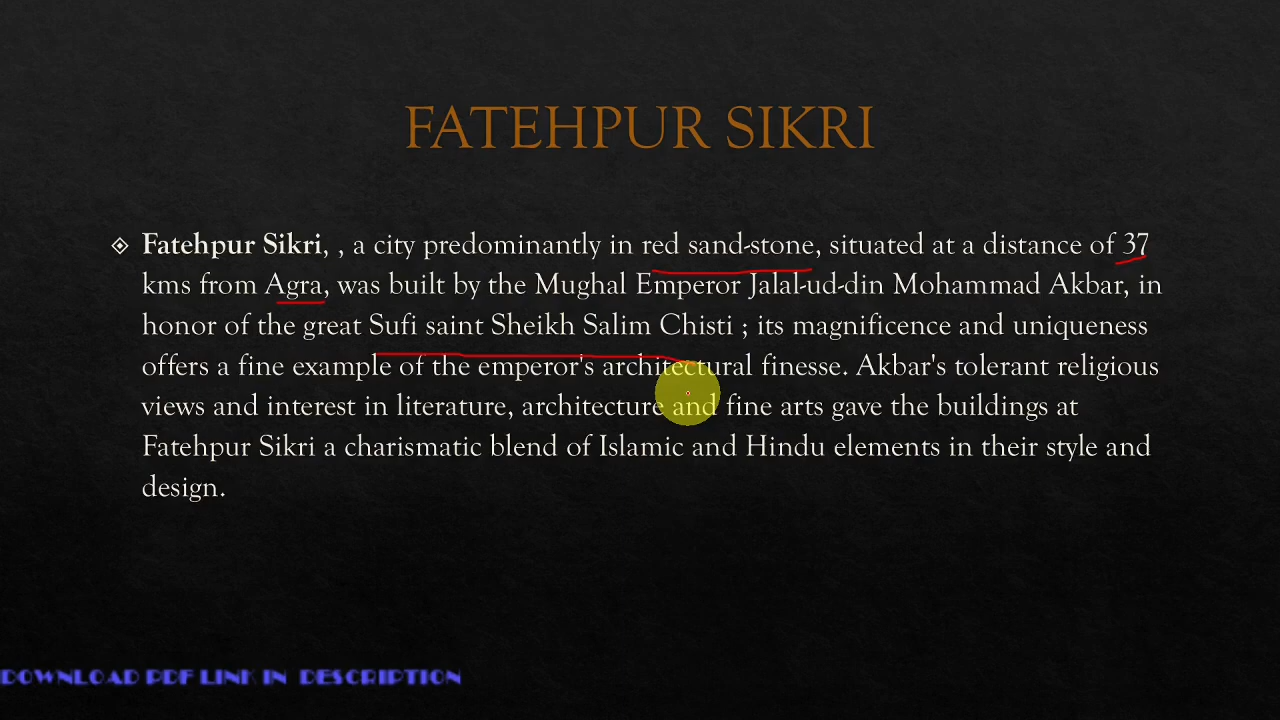 FATEHPUR SIKRI
Fatehpur Sikri, , a city predominantly in red sand-stone, situated at a distance of 37
kms from Agra, was built by the Mughal Emperor Jalal-ud-din Mohammad Akbar, in
honor of the great Sufi saint Sheikh Salim Chisti ; its magnificence and uniqueness
offers a fine example of the emperor's architectural finesse. Akbar's tolerant religious
views and interest in literature, architecture and fine arts gave the buildings at
Fatehpur Sikri a charismatic blend of Islamic and Hindu elements in their style and
design.
DOWNLOAD PDF LINK IN DESCRIPTION